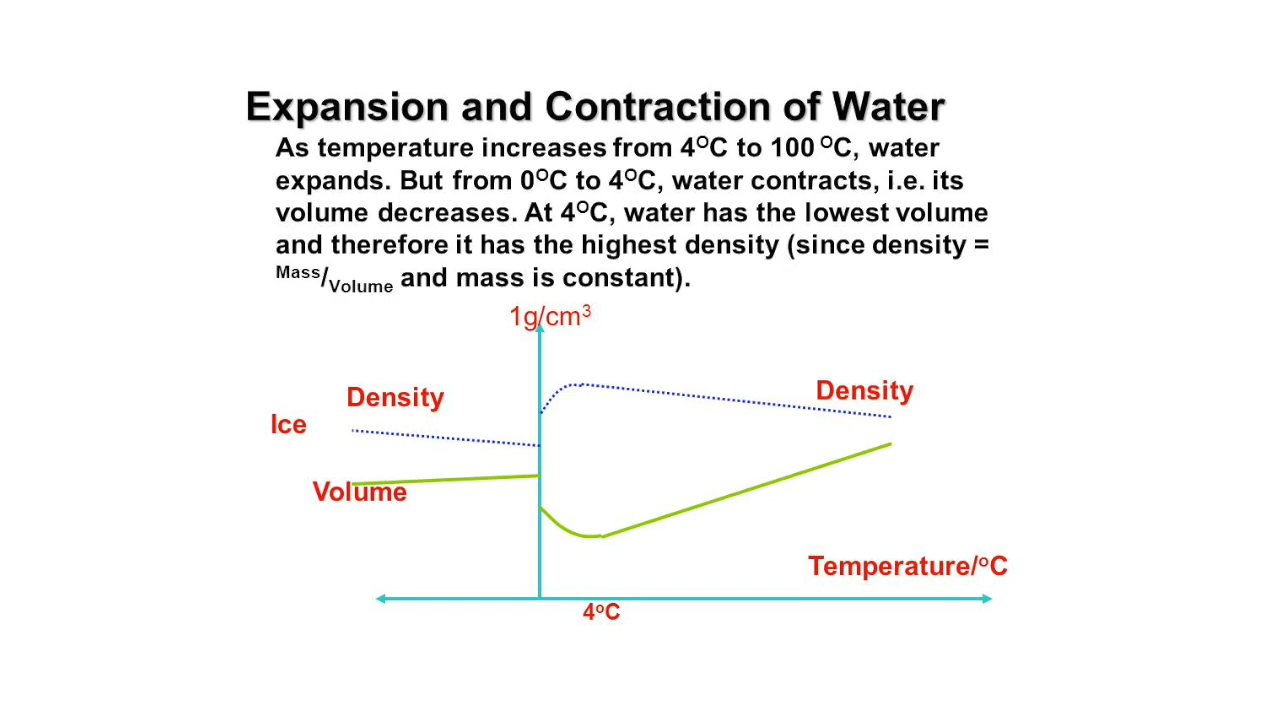 Expansion and Contraction of Water
As temperature increases from 4ᴼC to 100 ᴼC, water
expands. But from 0ᴼC to 4ᴼC, water contracts, i.e. its
volume decreases. At 4ᴼC, water has the lowest volume
and therefore it has the highest density (since density =
Mass/Volume and mass is constant).
1g/cm³
Density
Density
Ice
Volume
Temperature/ᵒC
4ᵒC